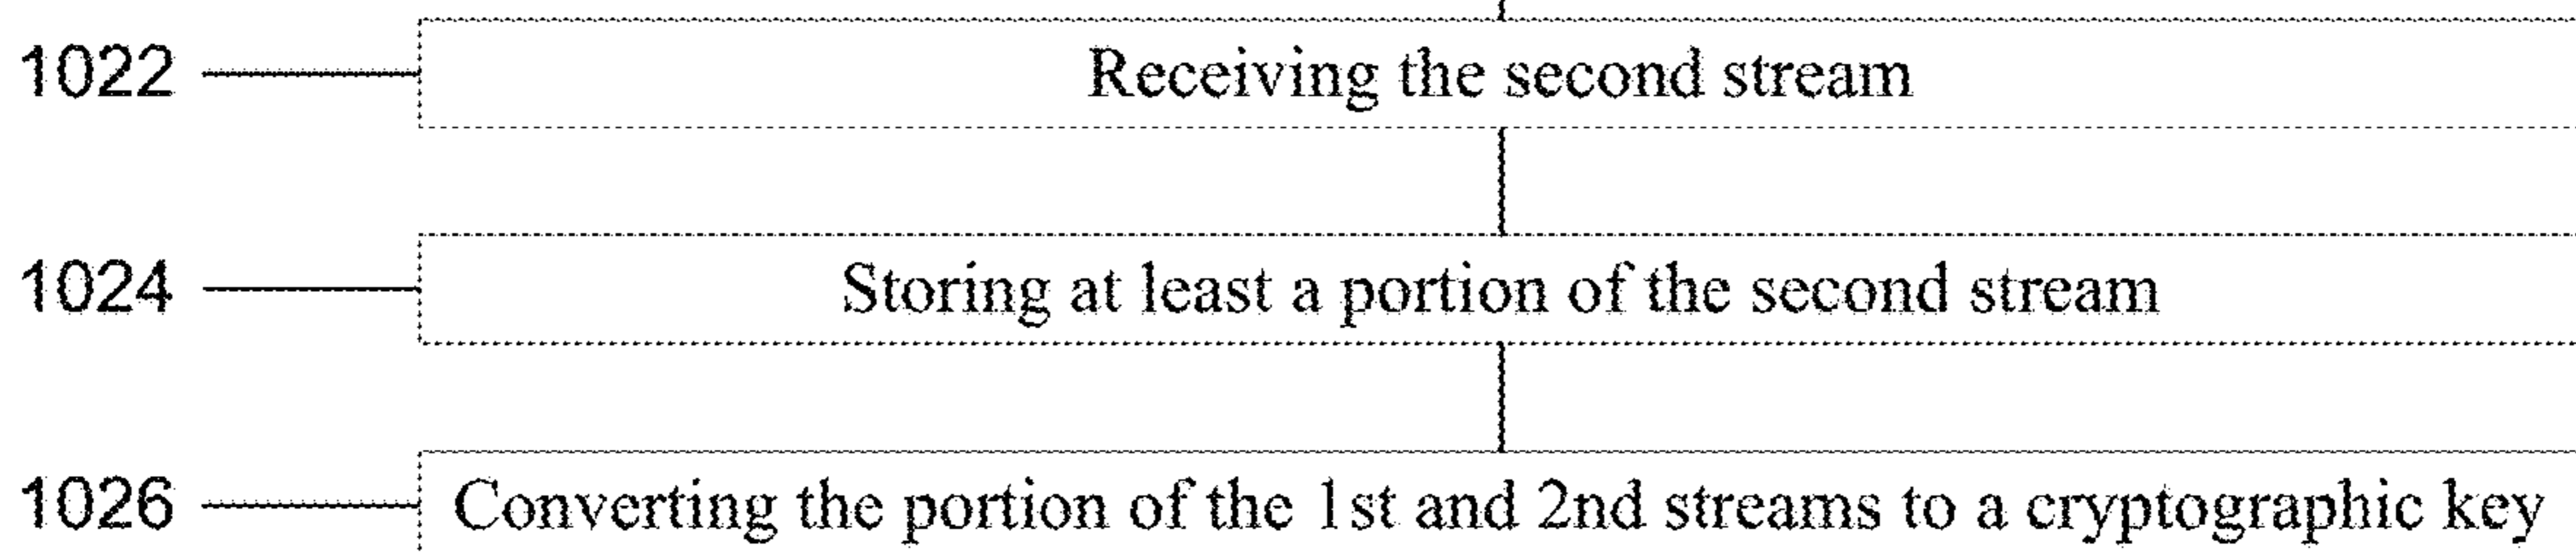 1022 Receiving the second stream
1024 Storing at least a portion of the second stream
1026 Converting the portion of the 1st and 2nd streams to a cryptographic key